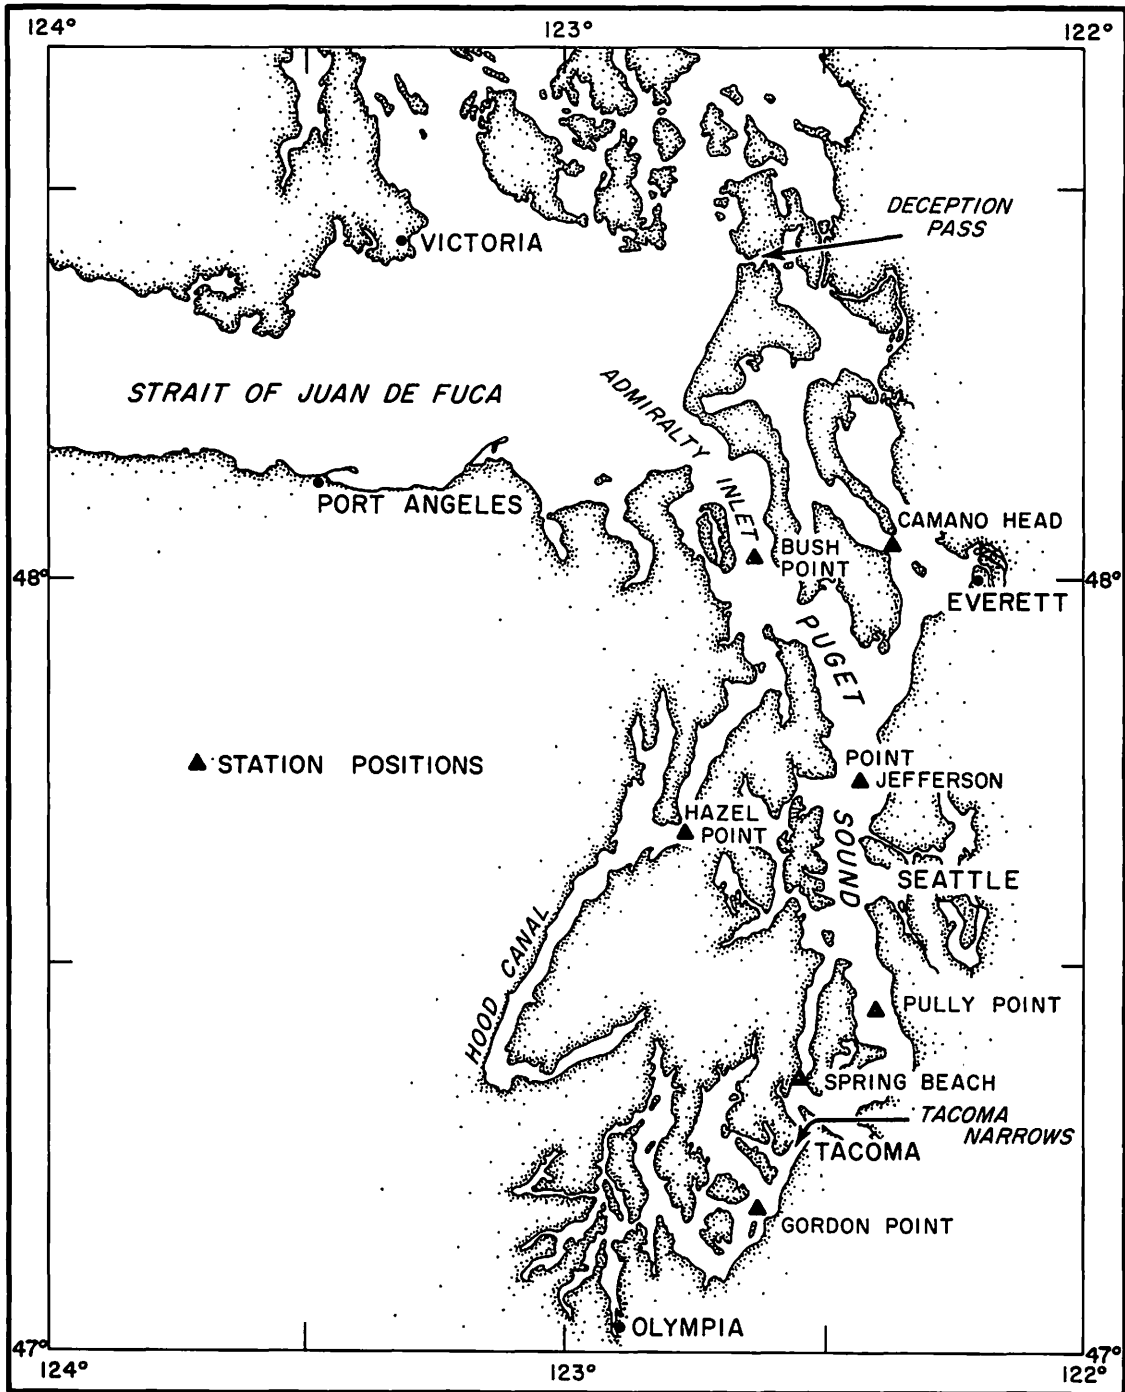 124°
123°
122°
DECEPTION
PASS
VICTORIA
STRAIT OF JUAN DE FUCA
ADMIRALTY
INLET
PORT ANGELES
CAMANO HEAD
BUSH
POINT
48°
48°
EVERETT
PUGET
SOUND
STATION POSITIONS
POINT
JEFFERSON
HAZEL
POINT
SEATTLE
HOOD CANAL
PULLY POINT
SPRING BEACH
TACOMA
NARROWS
TACOMA
GORDON POINT
OLYMPIA
47°
47°
124°
123°
122°